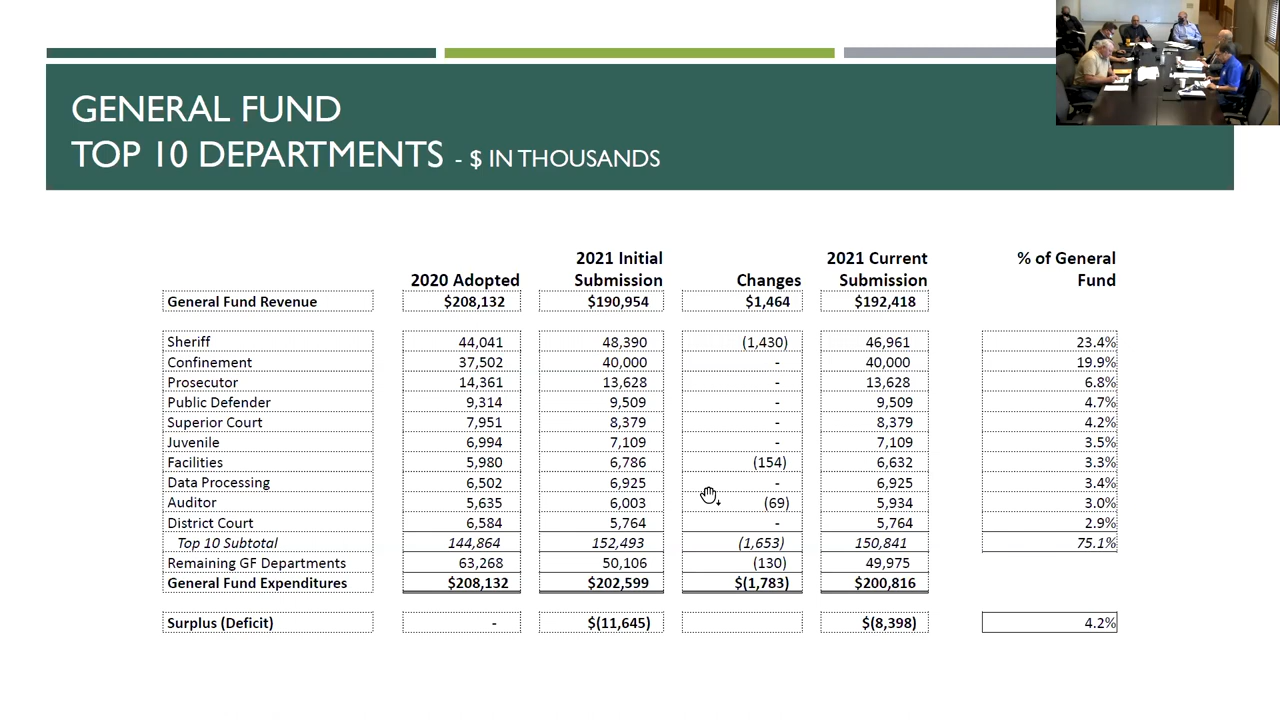 GENERAL FUND
TOP 10 DEPARTMENTS - $ IN THOUSANDS
2020 Adopted 2021 Initial Submission Changes 2021 Current Submission % of General Fund
General Fund Revenue $208,132 $190,954 $1,464 $192,418
Sheriff 44,041 48,390 (1,430) 46,961 23.4%
Confinement 37,502 40,000 - 40,000 19.9%
Prosecutor 14,361 13,628 - 13,628 6.8%
Public Defender 9,314 9,509 - 9,509 4.7%
Superior Court 7,951 8,379 - 8,379 4.2%
Juvenile 6,994 7,109 - 7,109 3.5%
Facilities 5,980 6,786 (154) 6,632 3.3%
Data Processing 6,502 6,925 - 6,925 3.4%
Auditor 5,635 6,003 (69) 5,934 3.0%
District Court 6,584 5,764 - 5,764 2.9%
Top 10 Subtotal 144,864 152,493 (1,653) 150,841 75.1%
Remaining GF Departments 63,268 50,106 (130) 49,975
General Fund Expenditures $208,132 $202,599 $(1,783) $200,816
Surplus (Deficit) - $(11,645) $(8,398) 4.2%